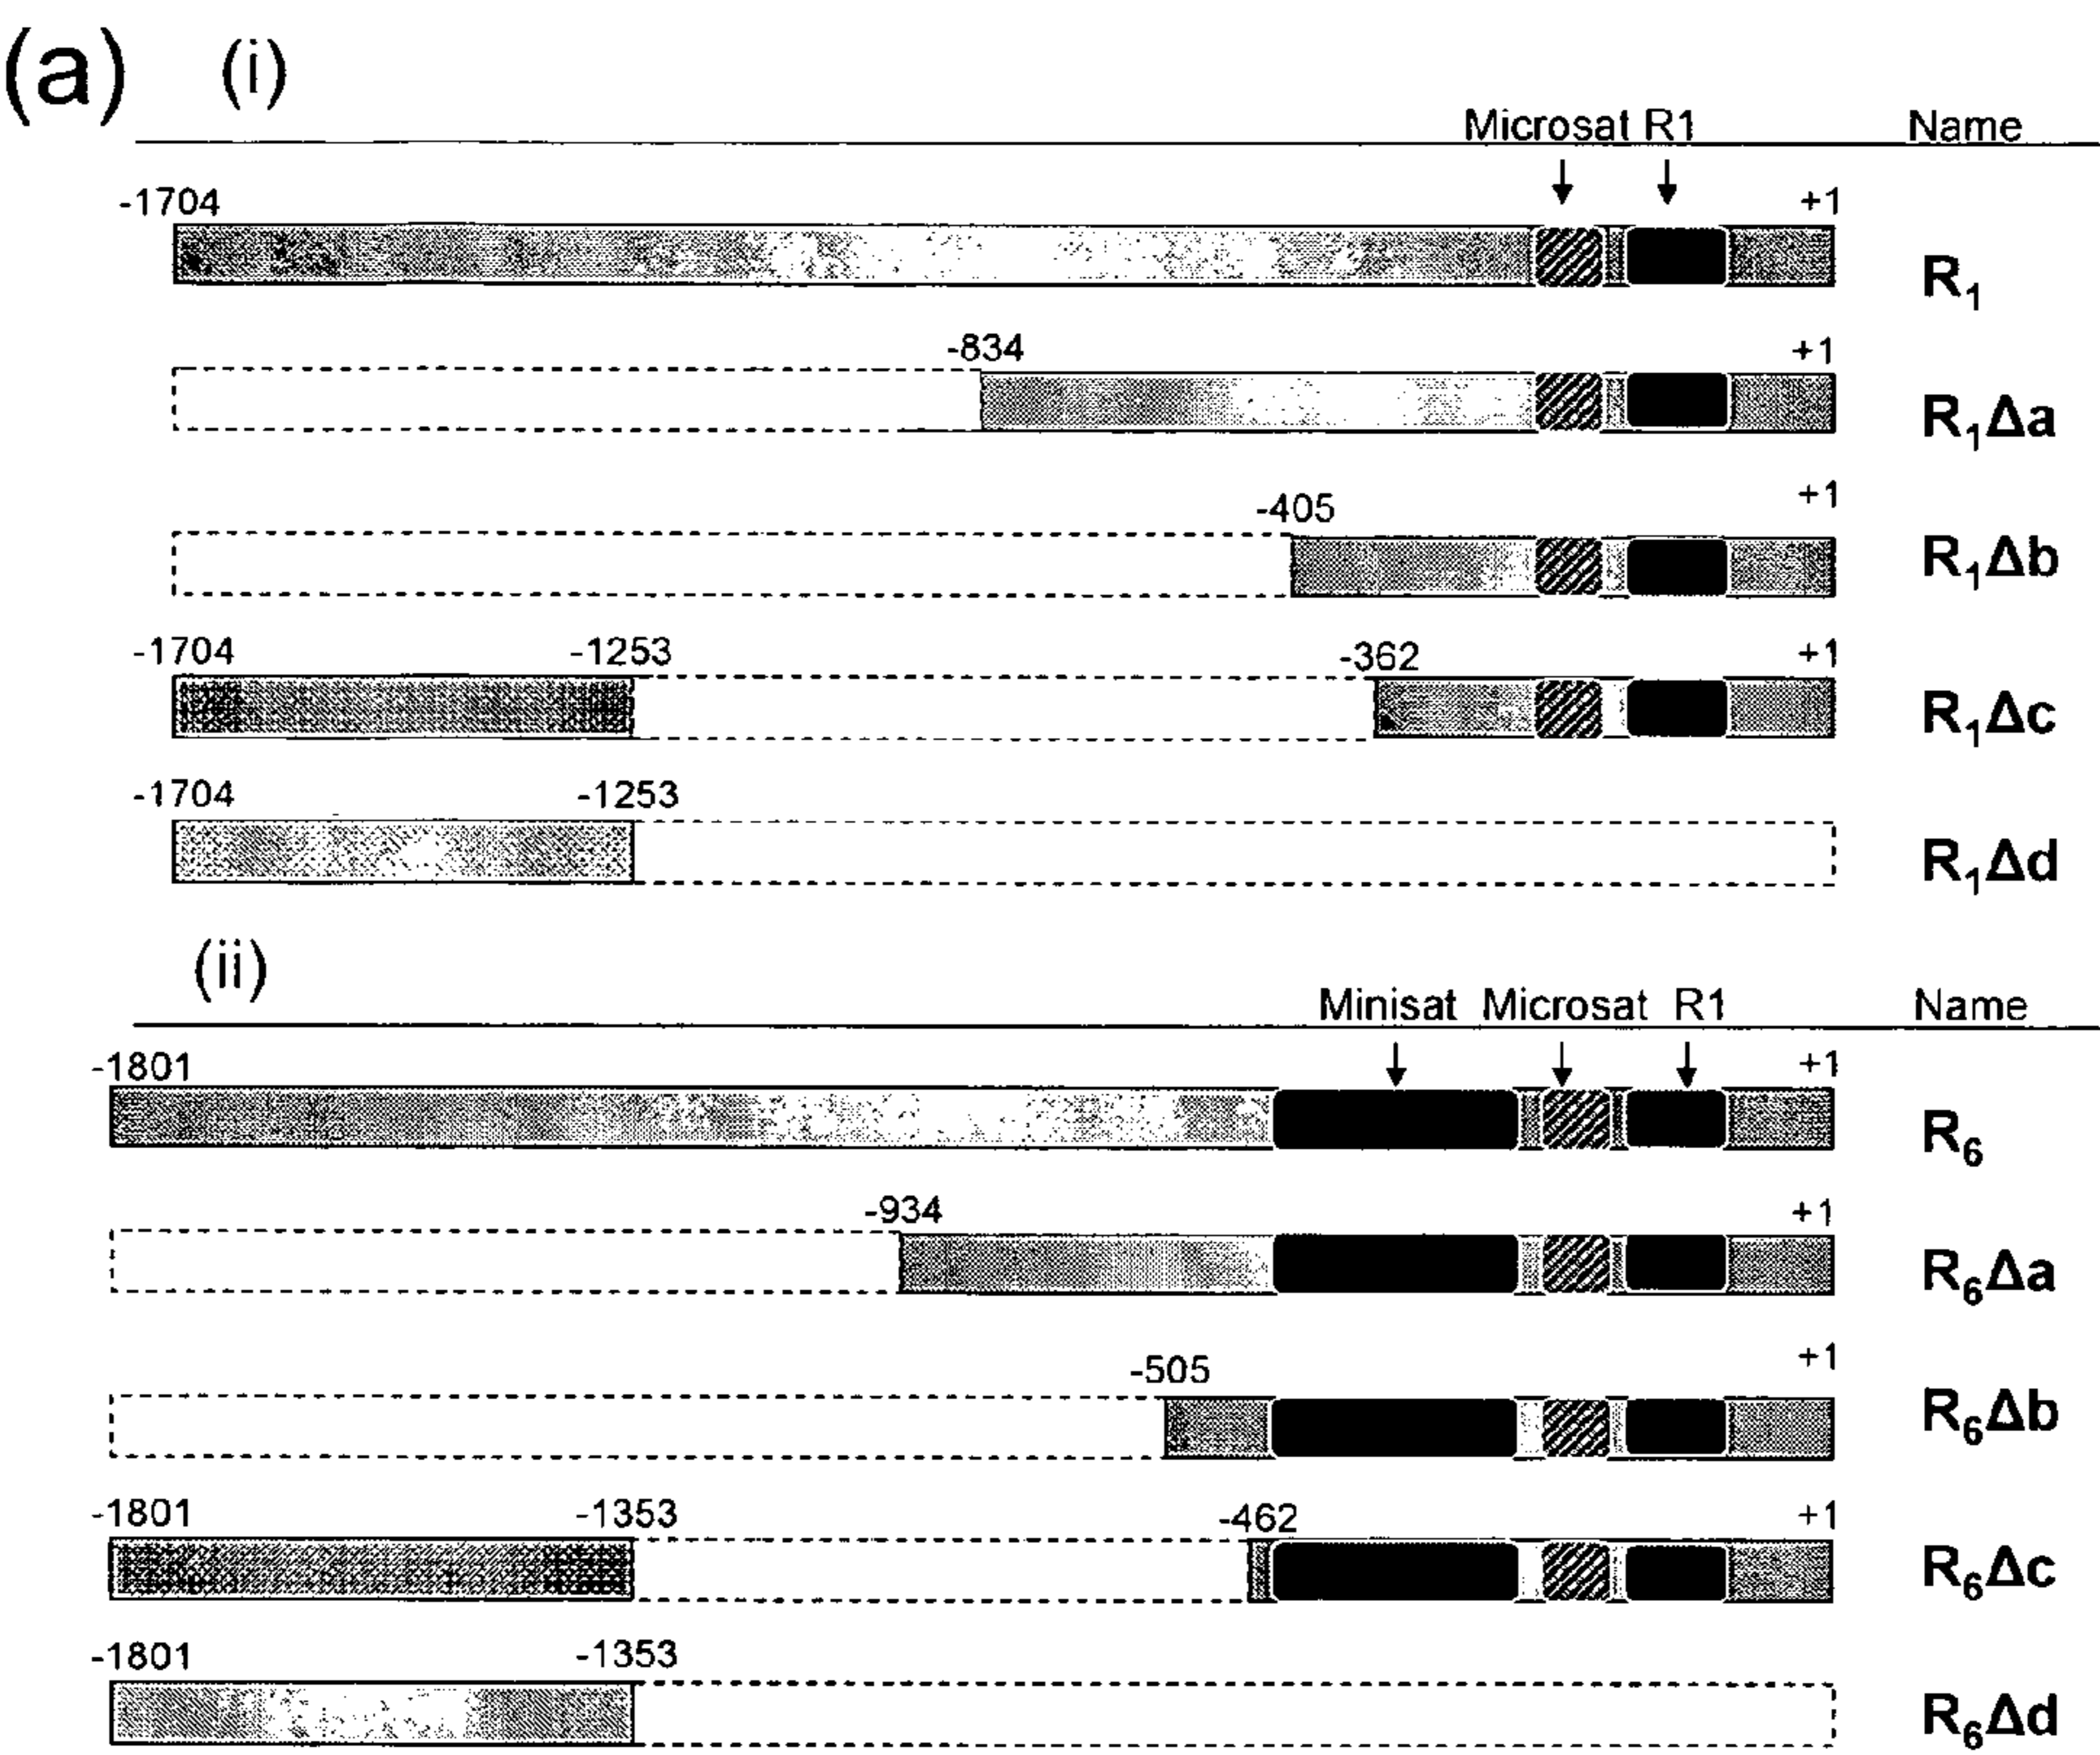 (a) (i)
Microsat R1 Name
-1704 +1
R1
-834 +1
R1Δa
-405 +1
R1Δb
-1704 -1253 -362 +1
R1Δc
-1704 -1253
R1Δd
(ii)
Minisat Microsat R1 Name
-1801 +1
R6
-934 +1
R6Δa
-505 +1
R6Δb
-1801 -1353 -462 +1
R6Δc
-1801 -1353
R6Δd